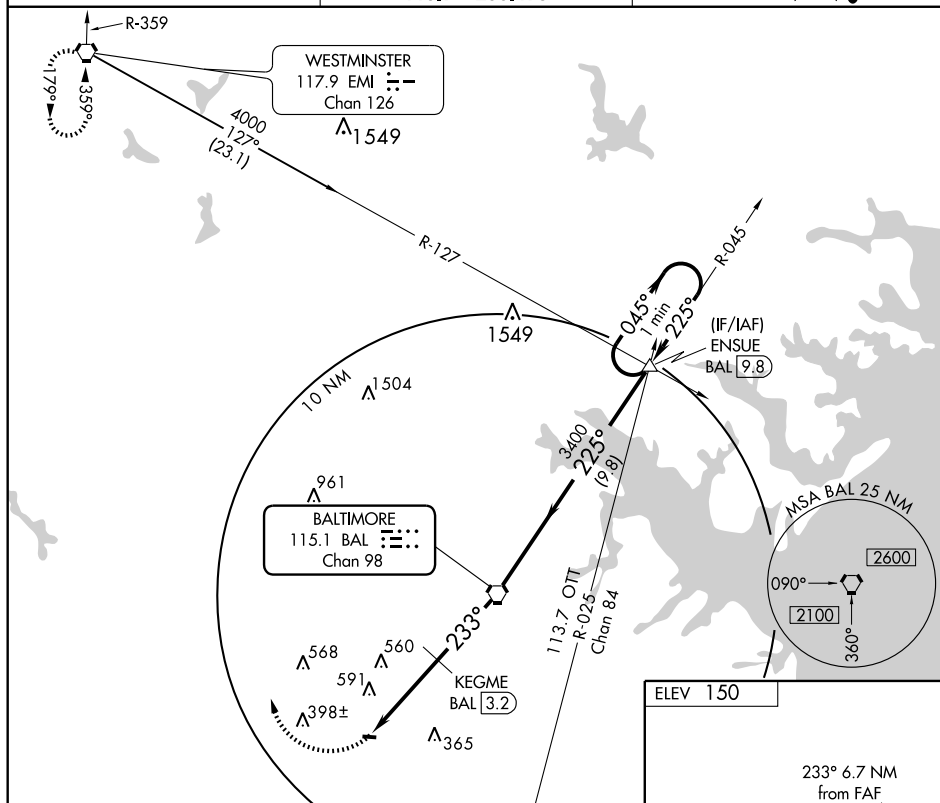 R-359
WESTMINSTER
117.9 EMI
Chan 126
179°
359°
1549
4000
127°
(23.1)
R-127
R-045
045°
1 min
225°
(IF/IAF)
ENSUE
BAL 9.8
1549
10 NM
1504
3400
225°
(9.8)
961
BALTIMORE
115.1 BAL
Chan 98
MSA BAL 25 NM
2600
090°
2100
360°
113.7 OTT
R-025
Chan 84
233°
568
560
591
KEGME
BAL 3.2
398±
365
ELEV 150
233° 6.7 NM
from FAF